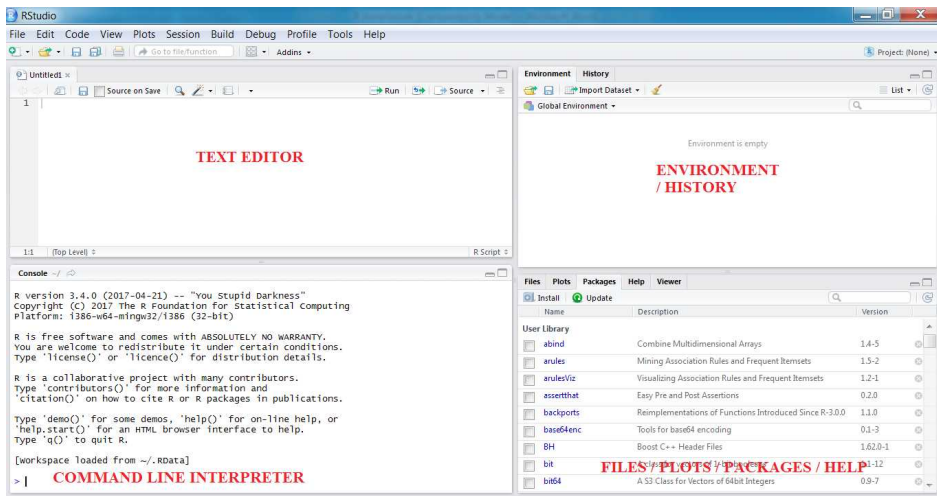 RStudio
File Edit Code View Plots Session Build Debug Profile Tools Help
Go to file/function Addins
Project: (None)
Untitled1
Source on Save Run Source
1
TEXT EDITOR
1:1 (Top Level) R Script
Console ~/
R version 3.4.0 (2017-04-21) -- "You Stupid Darkness"
Copyright (C) 2017 The R Foundation for Statistical Computing
Platform: i386-w64-mingw32/i386 (32-bit)
R is free software and comes with ABSOLUTELY NO WARRANTY.
You are welcome to redistribute it under certain conditions.
Type 'license()' or 'licence()' for distribution details.
R is a collaborative project with many contributors.
Type 'contributors()' for more information and
'citation()' on how to cite R or R packages in publications.
Type 'demo()' for some demos, 'help()' for on-line help, or
'help.start()' for an HTML browser interface to help.
Type 'q()' to quit R.
[workspace loaded from ~/.RData]
>
COMMAND LINE INTERPRETER
Environment History
Import Dataset List
Global Environment
Environment is empty
ENVIRONMENT
/ HISTORY
Files Plots Packages Help Viewer
Install Update
Name Description Version
User Library
abind Combine Multidimensional Arrays 1.4-5
arules Mining Association Rules and Frequent Itemsets 1.5-2
arulesViz Visualizing Association Rules and Frequent Itemsets 1.2-1
assertthat Easy Pre and Post Assertions 0.2.0
backports Reimplementations of Functions Introduced Since R-3.0.0 1.1.0
base64enc Tools for base64 encoding 0.1-3
BH Boost C++ Header Files 1.62.0-1
bit
FILES / PLOTS / PACKAGES / HELP
bit64 A S3 Class for Vectors of 64bit Integers 0.9-7